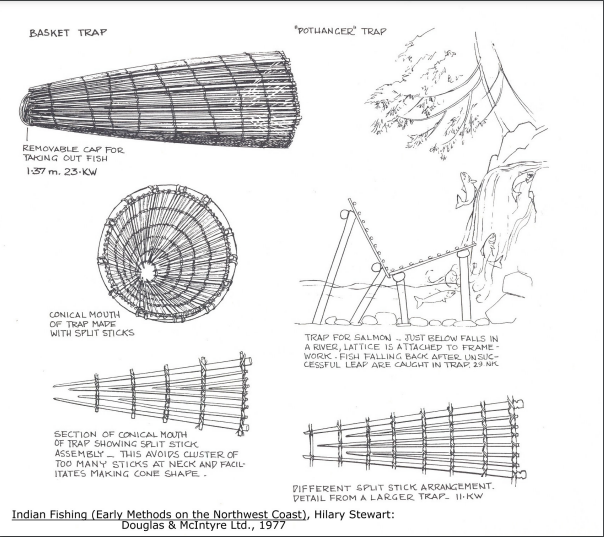 BASKET TRAP
REMOVABLE CAP FOR
TAKING OUT FISH
1·37 m. 23·KW
CONICAL MOUTH
OF TRAP MADE
WITH SPLIT STICKS
SECTION OF CONICAL MOUTH
OF TRAP SHOWING SPLIT STICK
ASSEMBLY _ THIS AVOIDS CLUSTER OF
TOO MANY STICKS AT NECK AND FACIL-
ITATES MAKING CONE SHAPE .
"POTHANGER" TRAP
TRAP FOR SALMON _ JUST BELOW FALLS IN
A RIVER, LATTICE IS ATTACHED TO FRAME-
WORK . FISH FALLING BACK AFTER UNSUC-
CESSFUL LEAP ARE CAUGHT IN TRAP. 29 NK
DIFFERENT SPLIT STICK ARRANGEMENT.
DETAIL FROM A LARGER TRAP_ 11·KW
Indian Fishing (Early Methods on the Northwest Coast), Hilary Stewart:
Douglas & McIntyre Ltd., 1977